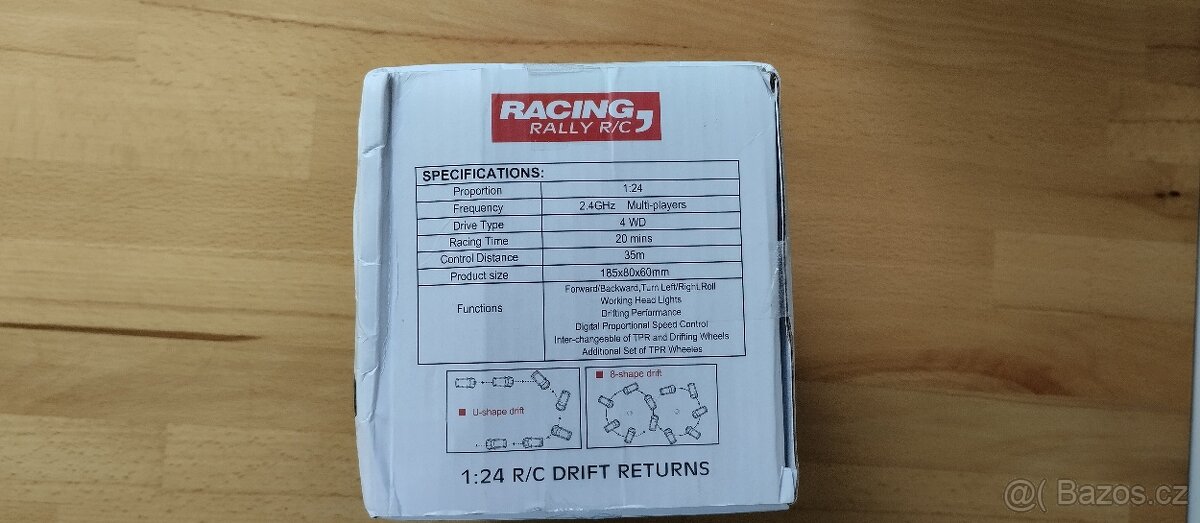 RACING,
RALLY R/C
SPECIFICATIONS:
Proportion 1:24
Frequency 2.4GHz Multi-players
Drive Type 4 WD
Racing Time 20 mins
Control Distance 35m
Product size 185x80x60mm
Functions
Forward/Backward,Turn Left/Right,Roll
Working Head Lights
Drifting Performance
Digital Proportional Speed Control
Inter-changeable of TPR and Drifting Wheels
Additional Set of TPR Wheeles
U-shape drift
8-shape drift
1:24 R/C DRIFT RETURNS
@( Bazos.cz